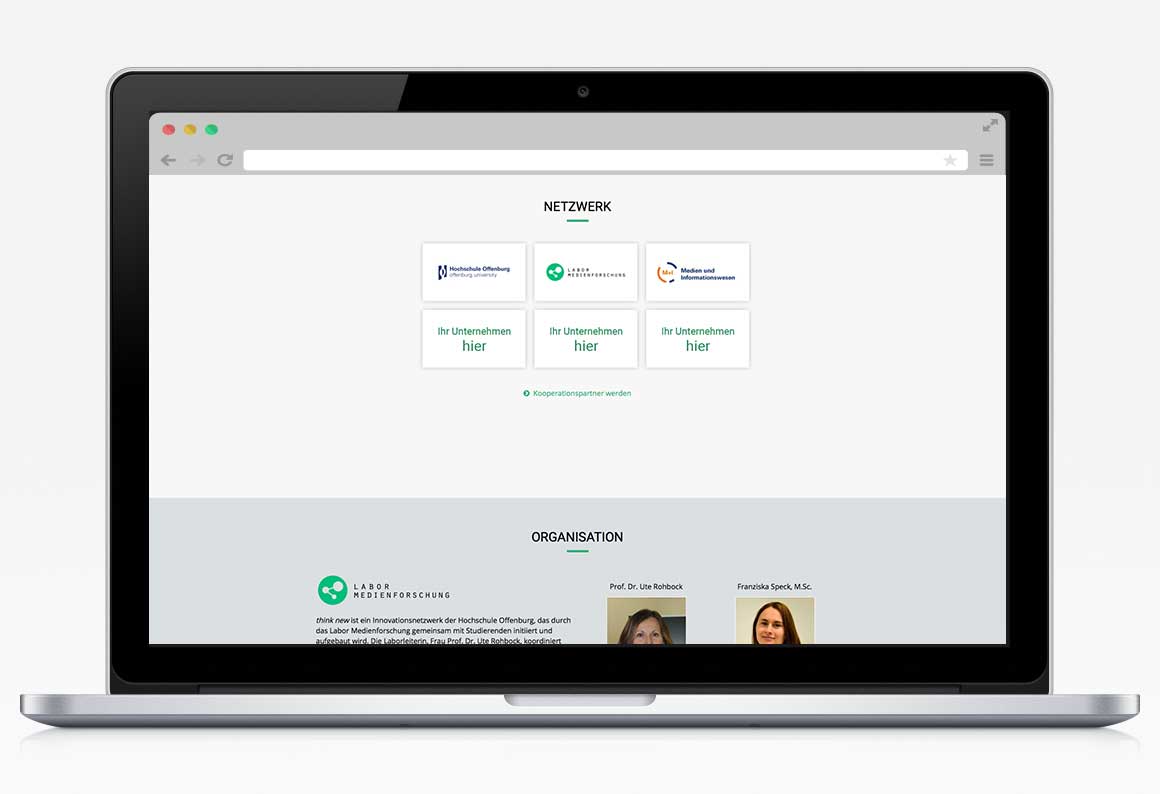 NETZWERK
Hochschule Offenburg
offenburg.university
LABOR
MEDIENFORSCHUNG
M+I
Medien und
Informationswesen
Ihr Unternehmen
hier
Ihr Unternehmen
hier
Ihr Unternehmen
hier
Kooperationspartner werden
ORGANISATION
LABOR
MEDIENFORSCHUNG
think new ist ein Innovationsnetzwerk der Hochschule Offenburg, das durch
das Labor Medienforschung gemeinsam mit Studierenden initiiert und
aufgebaut wird. Die Laborleiterin, Frau Prof. Dr. Ute Rohbock, koordiniert
Prof. Dr. Ute Rohbock
Franziska Speck, M.Sc.